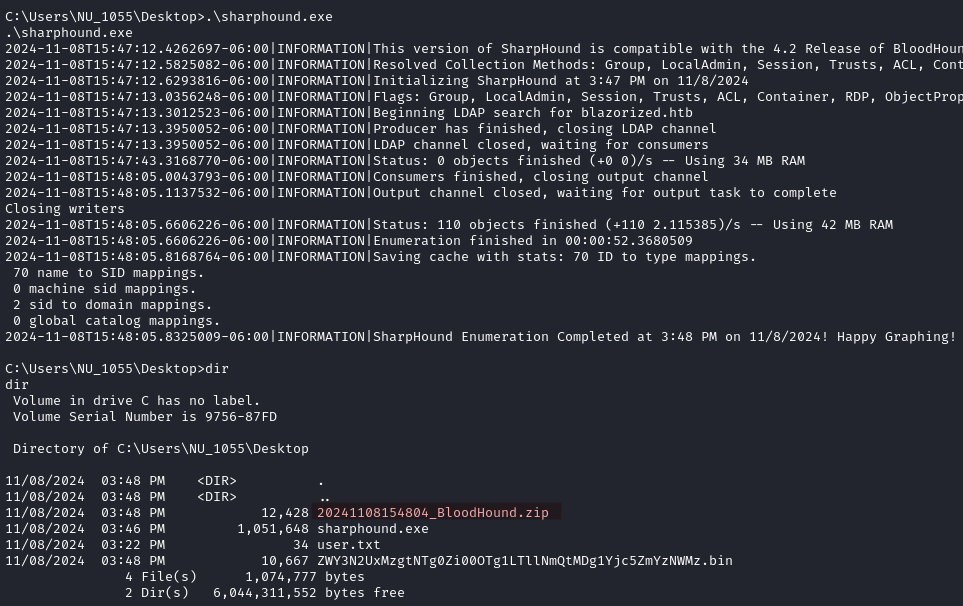 C:\Users\NU_1055\Desktop>.\sharphound.exe
.\sharphound.exe
2024-11-08T15:47:12.4262697-06:00|INFORMATION|This version of SharpHound is compatible with the 4.2 Release of BloodHoun
2024-11-08T15:47:12.5825082-06:00|INFORMATION|Resolved Collection Methods: Group, LocalAdmin, Session, Trusts, ACL, Cont
2024-11-08T15:47:12.6293816-06:00|INFORMATION|Initializing SharpHound at 3:47 PM on 11/8/2024
2024-11-08T15:47:13.0356248-06:00|INFORMATION|Flags: Group, LocalAdmin, Session, Trusts, ACL, Container, RDP, ObjectProp
2024-11-08T15:47:13.3012523-06:00|INFORMATION|Beginning LDAP search for blazorized.htb
2024-11-08T15:47:13.3950052-06:00|INFORMATION|Producer has finished, closing LDAP channel
2024-11-08T15:47:13.3950052-06:00|INFORMATION|LDAP channel closed, waiting for consumers
2024-11-08T15:47:43.3168770-06:00|INFORMATION|Status: 0 objects finished (+0 0)/s -- Using 34 MB RAM
2024-11-08T15:48:05.0043793-06:00|INFORMATION|Consumers finished, closing output channel
2024-11-08T15:48:05.1137532-06:00|INFORMATION|Output channel closed, waiting for output task to complete
Closing writers
2024-11-08T15:48:05.6606226-06:00|INFORMATION|Status: 110 objects finished (+110 2.115385)/s -- Using 42 MB RAM
2024-11-08T15:48:05.6606226-06:00|INFORMATION|Enumeration finished in 00:00:52.3680509
2024-11-08T15:48:05.8168764-06:00|INFORMATION|Saving cache with stats: 70 ID to type mappings.
70 name to SID mappings.
0 machine sid mappings.
2 sid to domain mappings.
0 global catalog mappings.
2024-11-08T15:48:05.8325009-06:00|INFORMATION|SharpHound Enumeration Completed at 3:48 PM on 11/8/2024! Happy Graphing!
C:\Users\NU_1055\Desktop>dir
dir
Volume in drive C has no label.
Volume Serial Number is 9756-87FD
Directory of C:\Users\NU_1055\Desktop
11/08/2024  03:48 PM    <DIR>          .
11/08/2024  03:48 PM    <DIR>          ..
11/08/2024  03:48 PM            12,428 20241108154804_BloodHound.zip
11/08/2024  03:46 PM         1,051,648 sharphound.exe
11/08/2024  03:22 PM                34 user.txt
11/08/2024  03:48 PM            10,667 ZWY3N2UxMzgtNTg0Zi00OTg1LTllNmQtMDg1Yjc5ZmYzNWMz.bin
4 File(s)      1,074,777 bytes
2 Dir(s)   6,044,311,552 bytes free